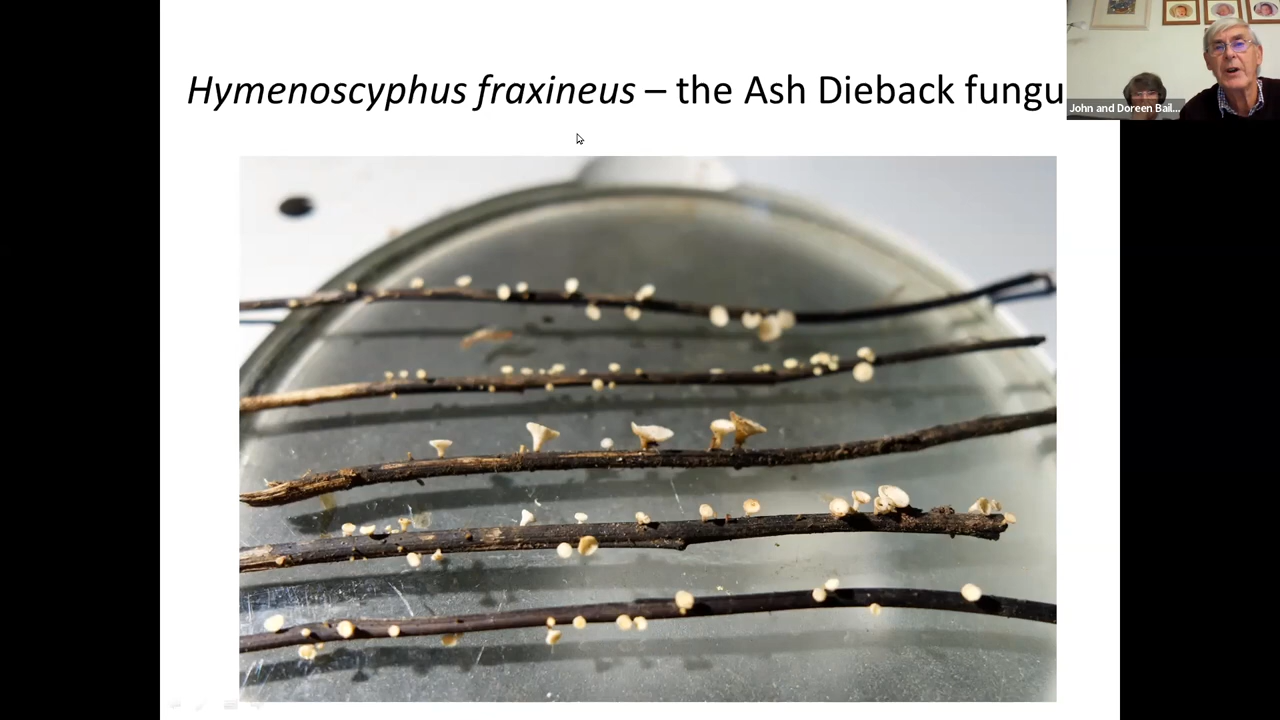 Hymenoscyphus fraxineus – the Ash Dieback fungu
John and Doreen Bail...